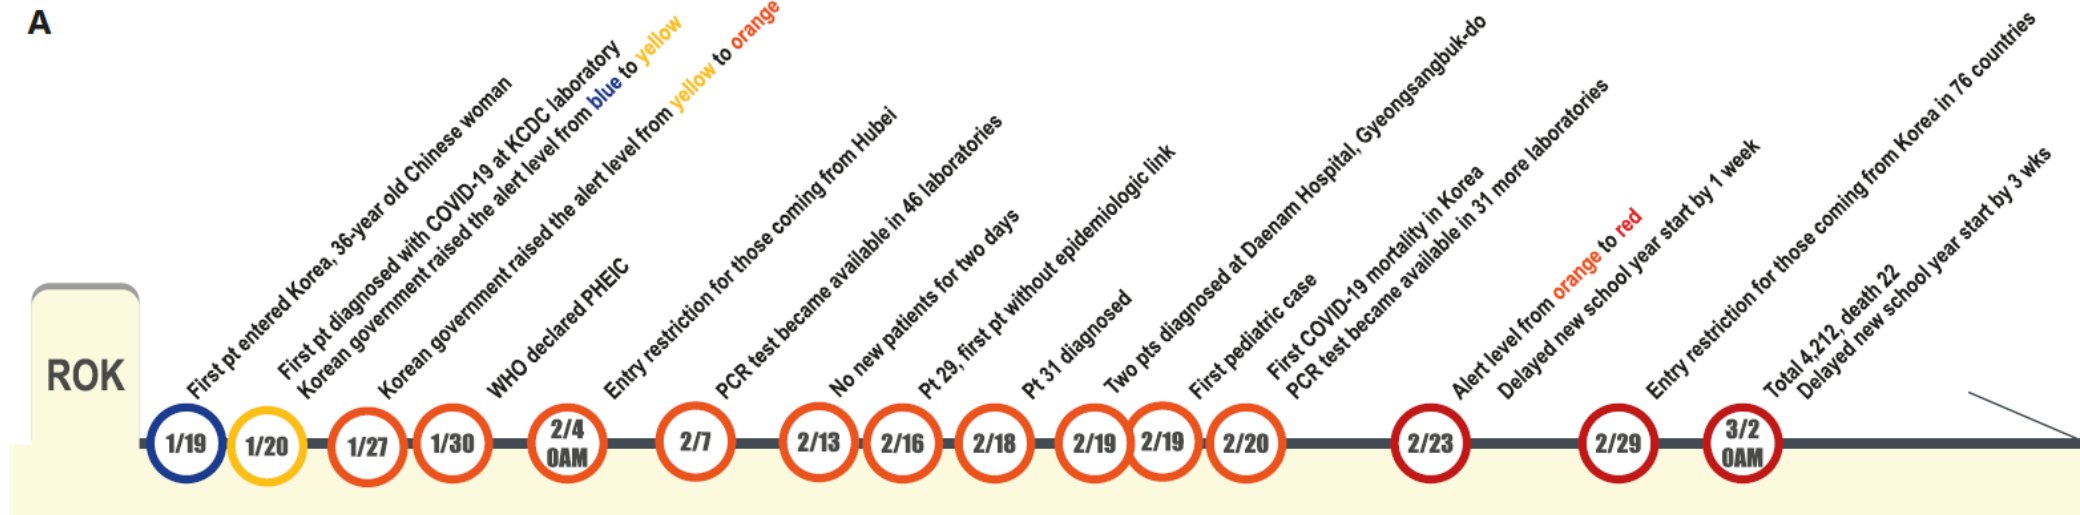 A
ROK
First pt entered Korea, 36-year old Chinese woman
First pt diagnosed with COVID-19 at KCDC laboratory
Korean government raised the alert level from blue to yellow
Korean government raised the alert level from yellow to orange
WHO declared PHEIC
Entry restriction for those coming from Hubei
PCR test became available in 46 laboratories
No new patients for two days
Pt 29, first pt without epidemiologic link
Pt 31 diagnosed
Two pts diagnosed at Daenam Hospital, Gyeongsangbuk-do
First pediatric case
First COVID-19 mortality in Korea
PCR test became available in 31 more laboratories
Alert level from orange to red
Delayed new school year start by 1 week
Entry restriction for those coming from Korea in 76 countries
Total 4,212, death 22
Delayed new school year start by 3 wks
1/19
1/20
1/27
1/30
2/4
0AM
2/7
2/13
2/16
2/18
2/19
2/19
2/20
2/23
2/29
3/2
0AM